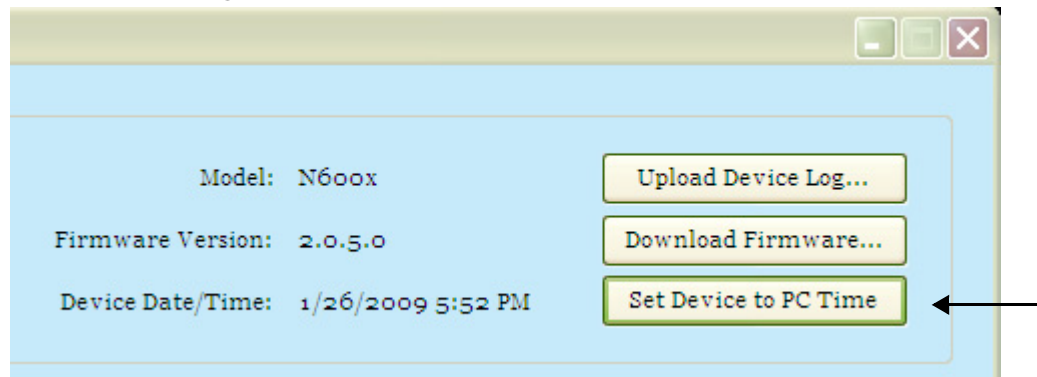 Model: N600x Upload Device Log...
Firmware Version: 2.0.5.0 Download Firmware...
Device Date/Time: 1/26/2009 5:52 PM Set Device to PC Time